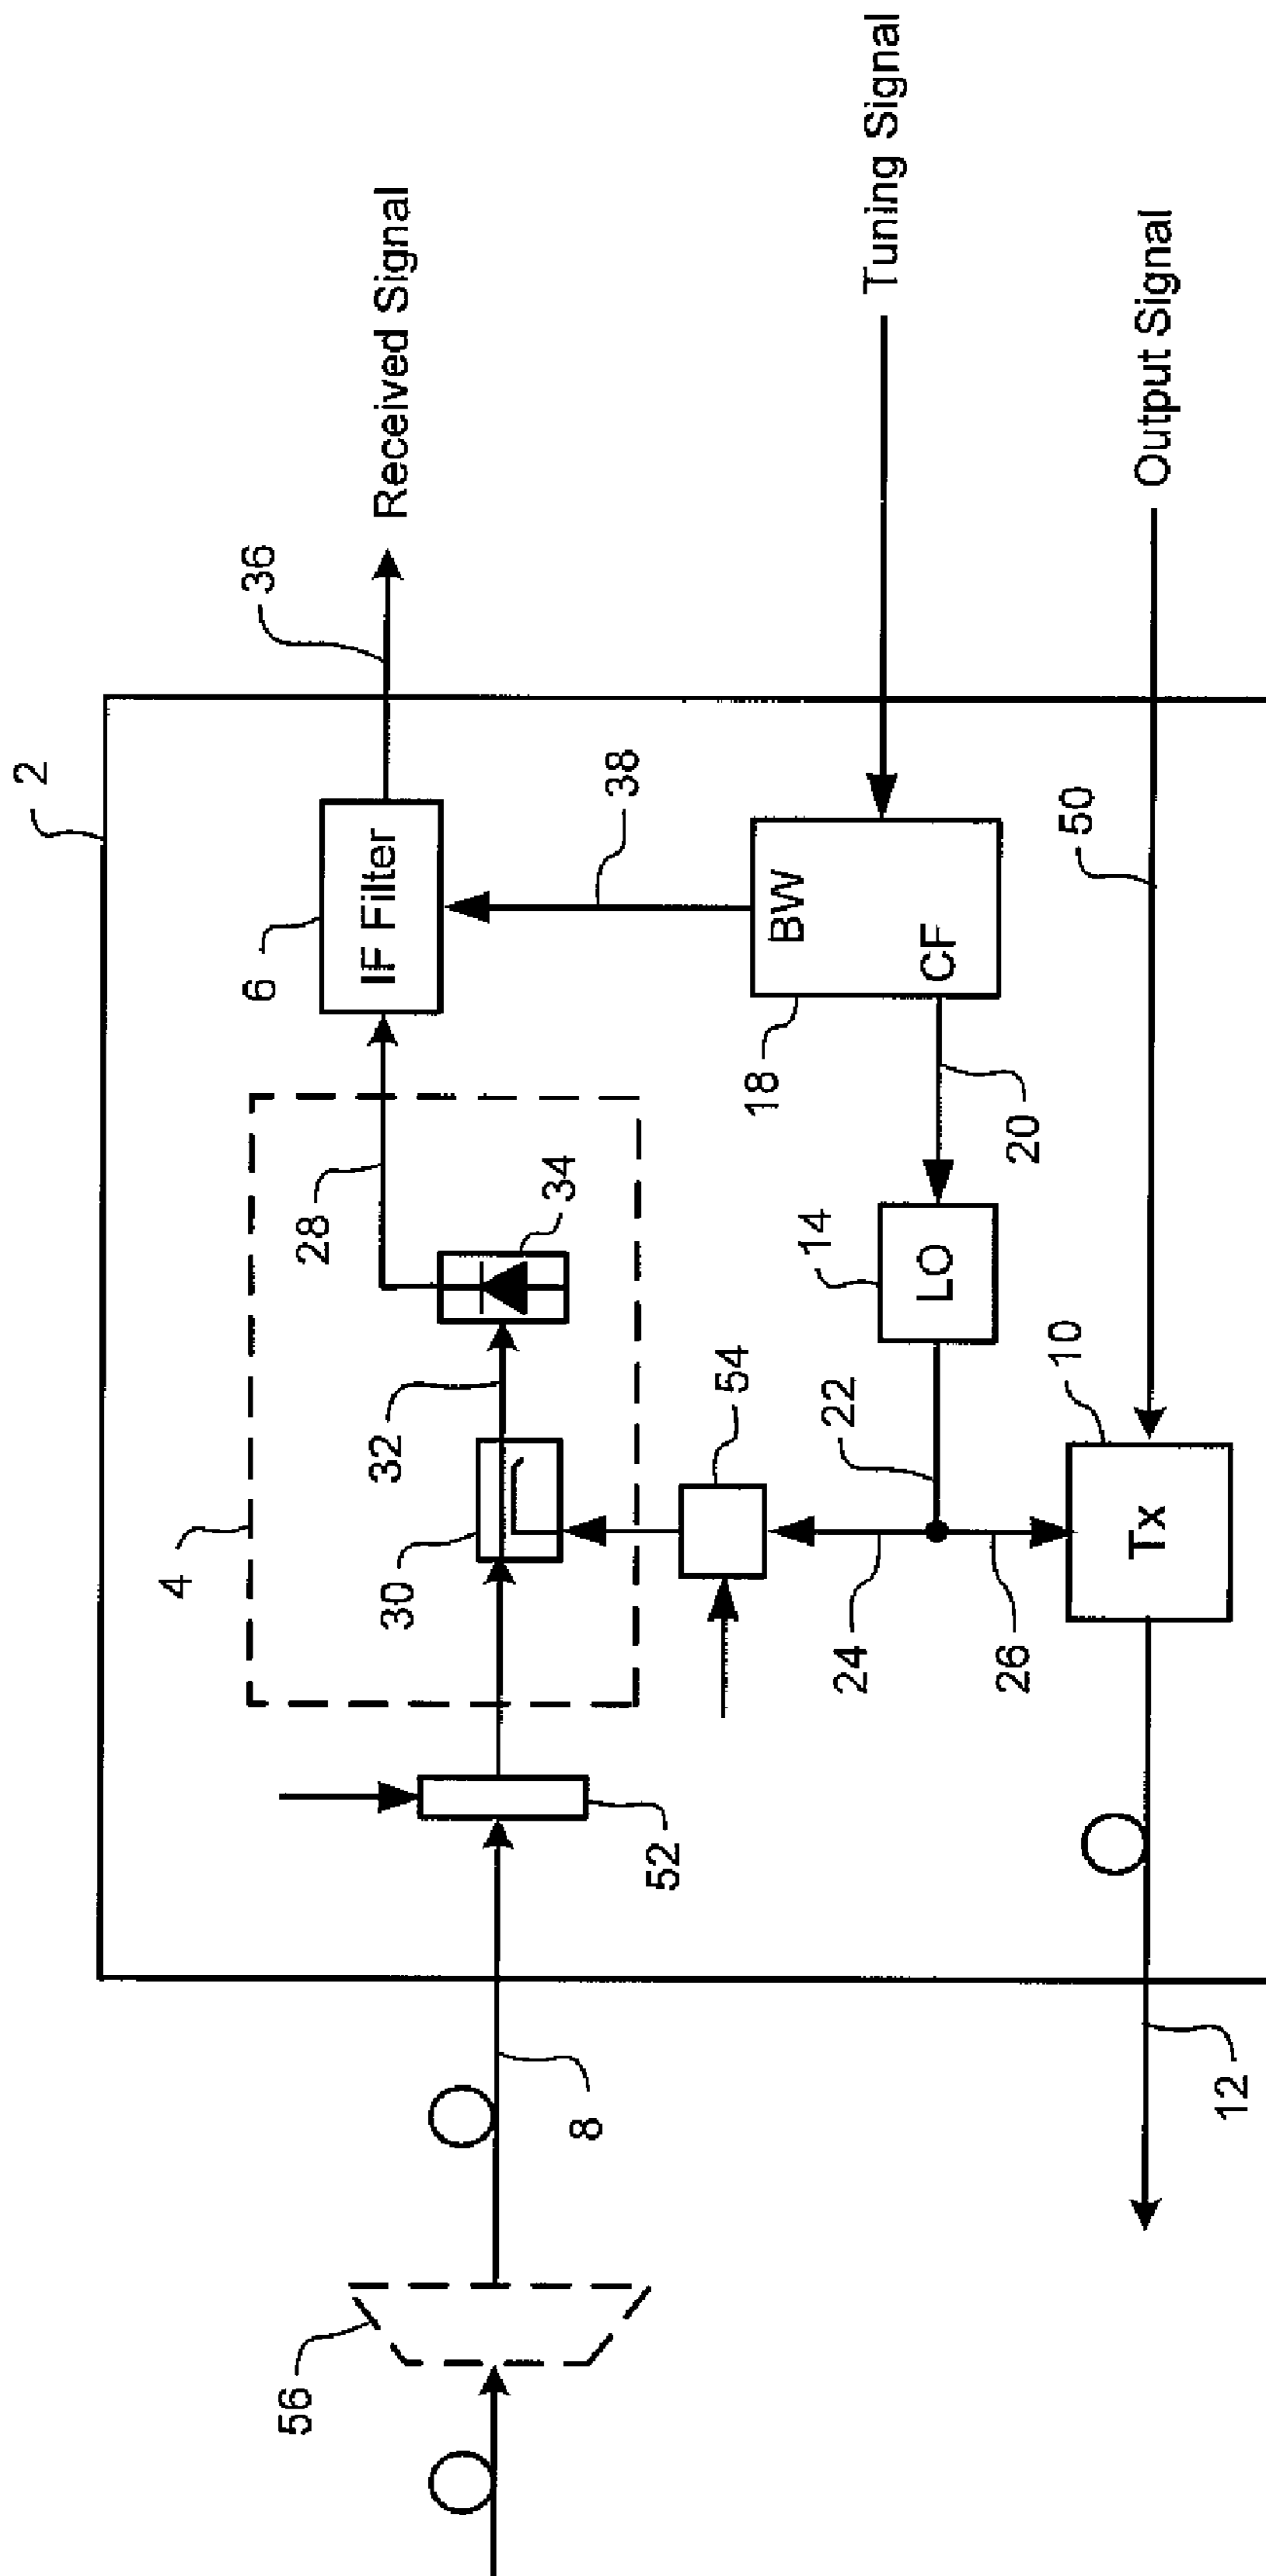 2
36
Received Signal
6
IF Filter
4
28
34
32
30
38
BW
CF
18
Tuning Signal
20
14
LO
54
22
24
26
10
Tx
50
Output Signal
52
56
8
12